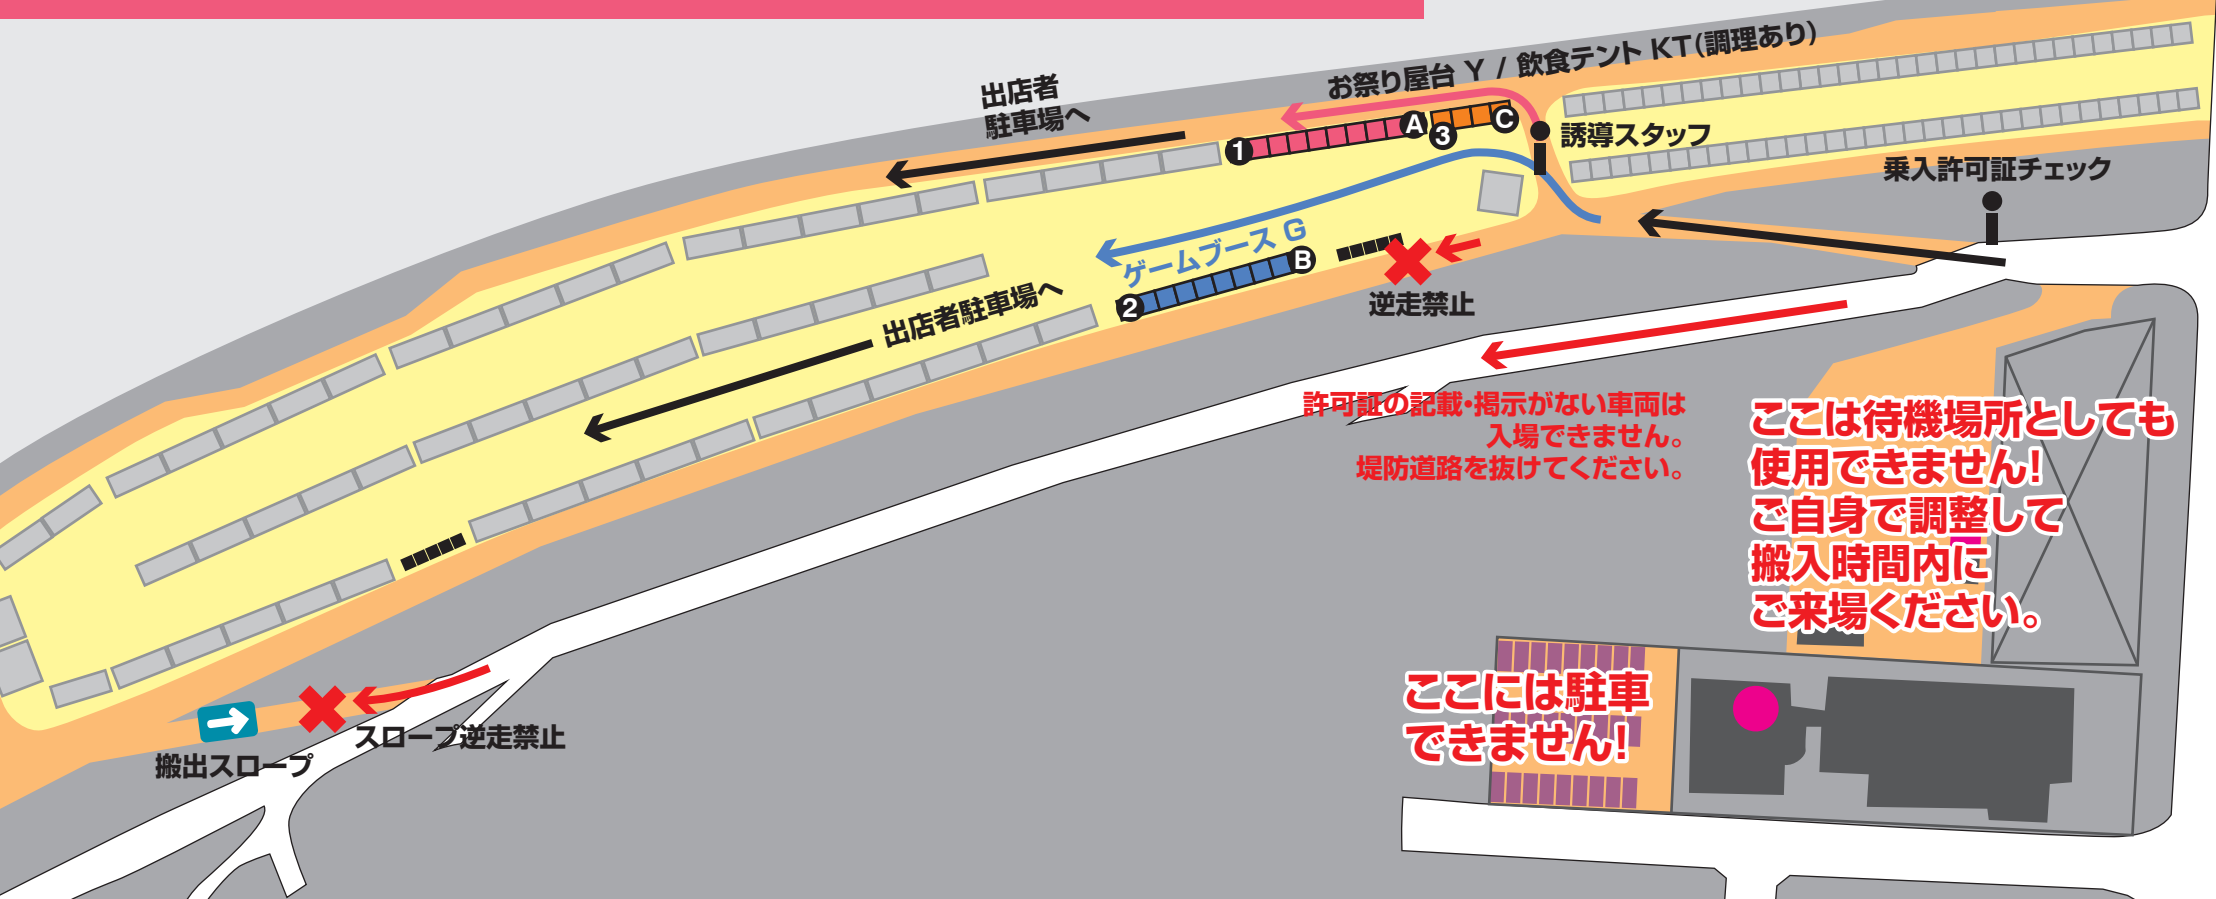 お祭り屋台 Y / 飲食テント KT(調理あり)
出店者
駐車場へ
1
A
3
C
誘導スタッフ
乗入許可証チェック
ゲームブース G
2
B
出店者駐車場へ
逆走禁止
許可証の記載・掲示がない車両は
入場できません。
堤防道路を抜けてください。
ここは待機場所としても
使用できません!
ご自身で調整して
搬入時間内に
ご来場ください。
ここには駐車
できません!
スロープ逆走禁止
搬出スロープ